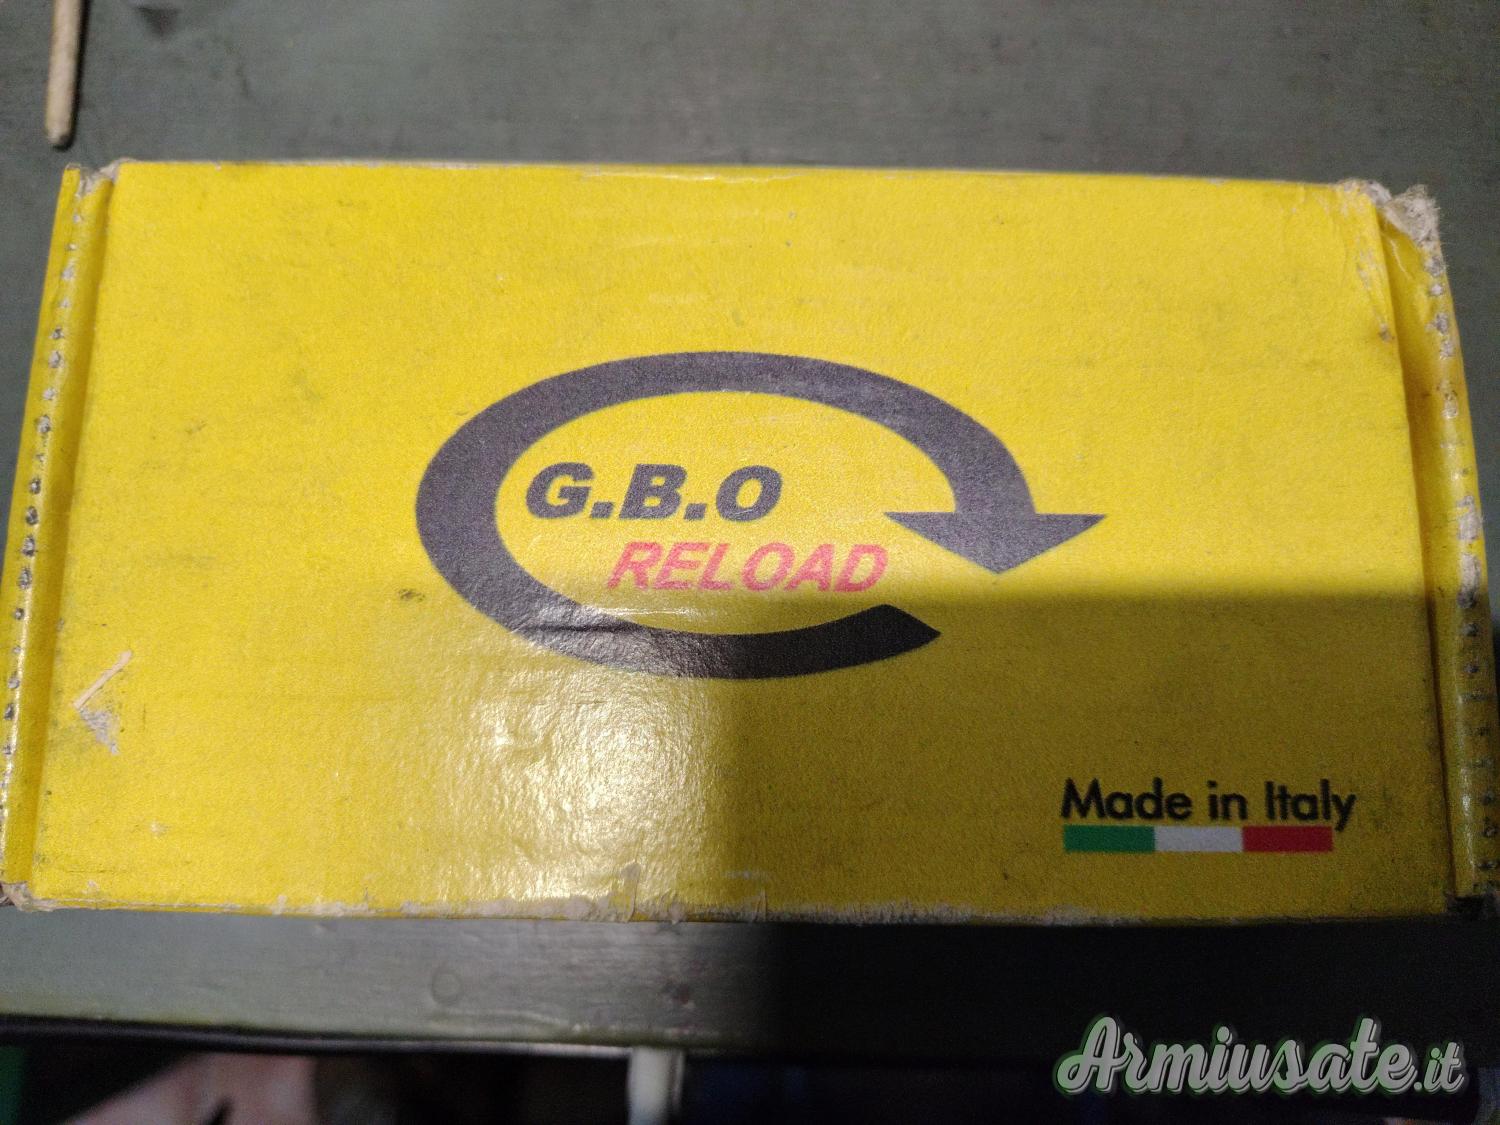 G.B.O
RELOAD
Made in Italy
Armiusate.it